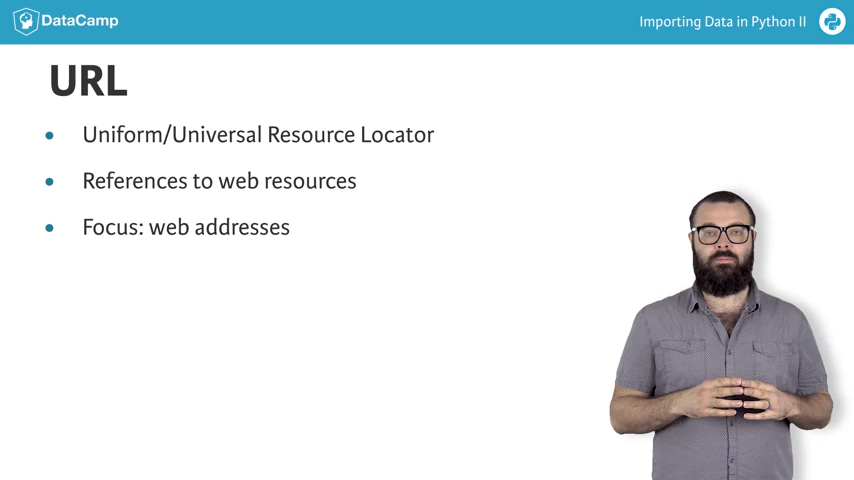 DataCamp
Importing Data in Python II
URL
Uniform/Universal Resource Locator
References to web resources
Focus: web addresses